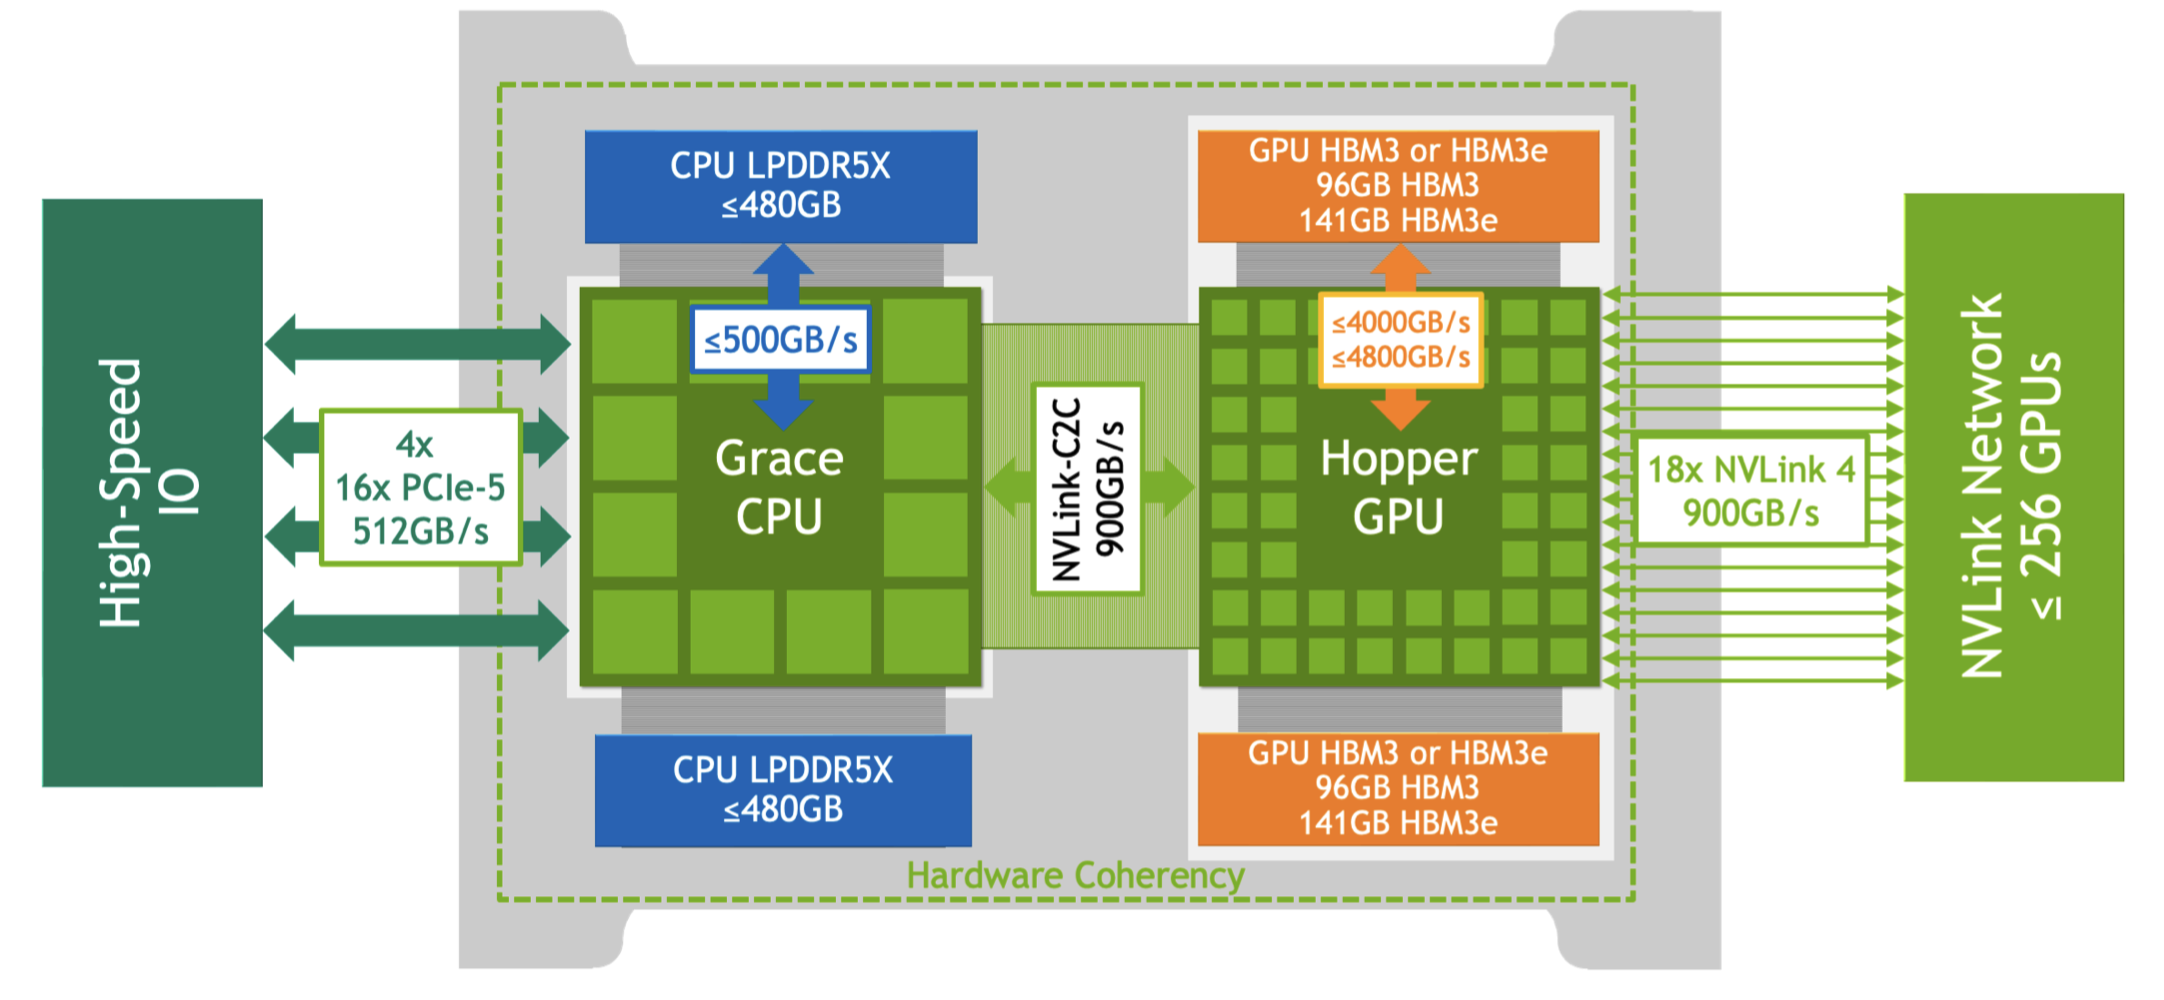 High-Speed
IO
4x
16x PCIe-5
512GB/s
CPU LPDDR5X
≤480GB
≤500GB/s
Grace
CPU
CPU LPDDR5X
≤480GB
NVLink-C2C
900GB/s
GPU HBM3 or HBM3e
96GB HBM3
141GB HBM3e
≤4000GB/s
≤4800GB/s
Hopper
GPU
GPU HBM3 or HBM3e
96GB HBM3
141GB HBM3e
Hardware Coherency
18x NVLink 4
900GB/s
NVLink Network
≤ 256 GPUs